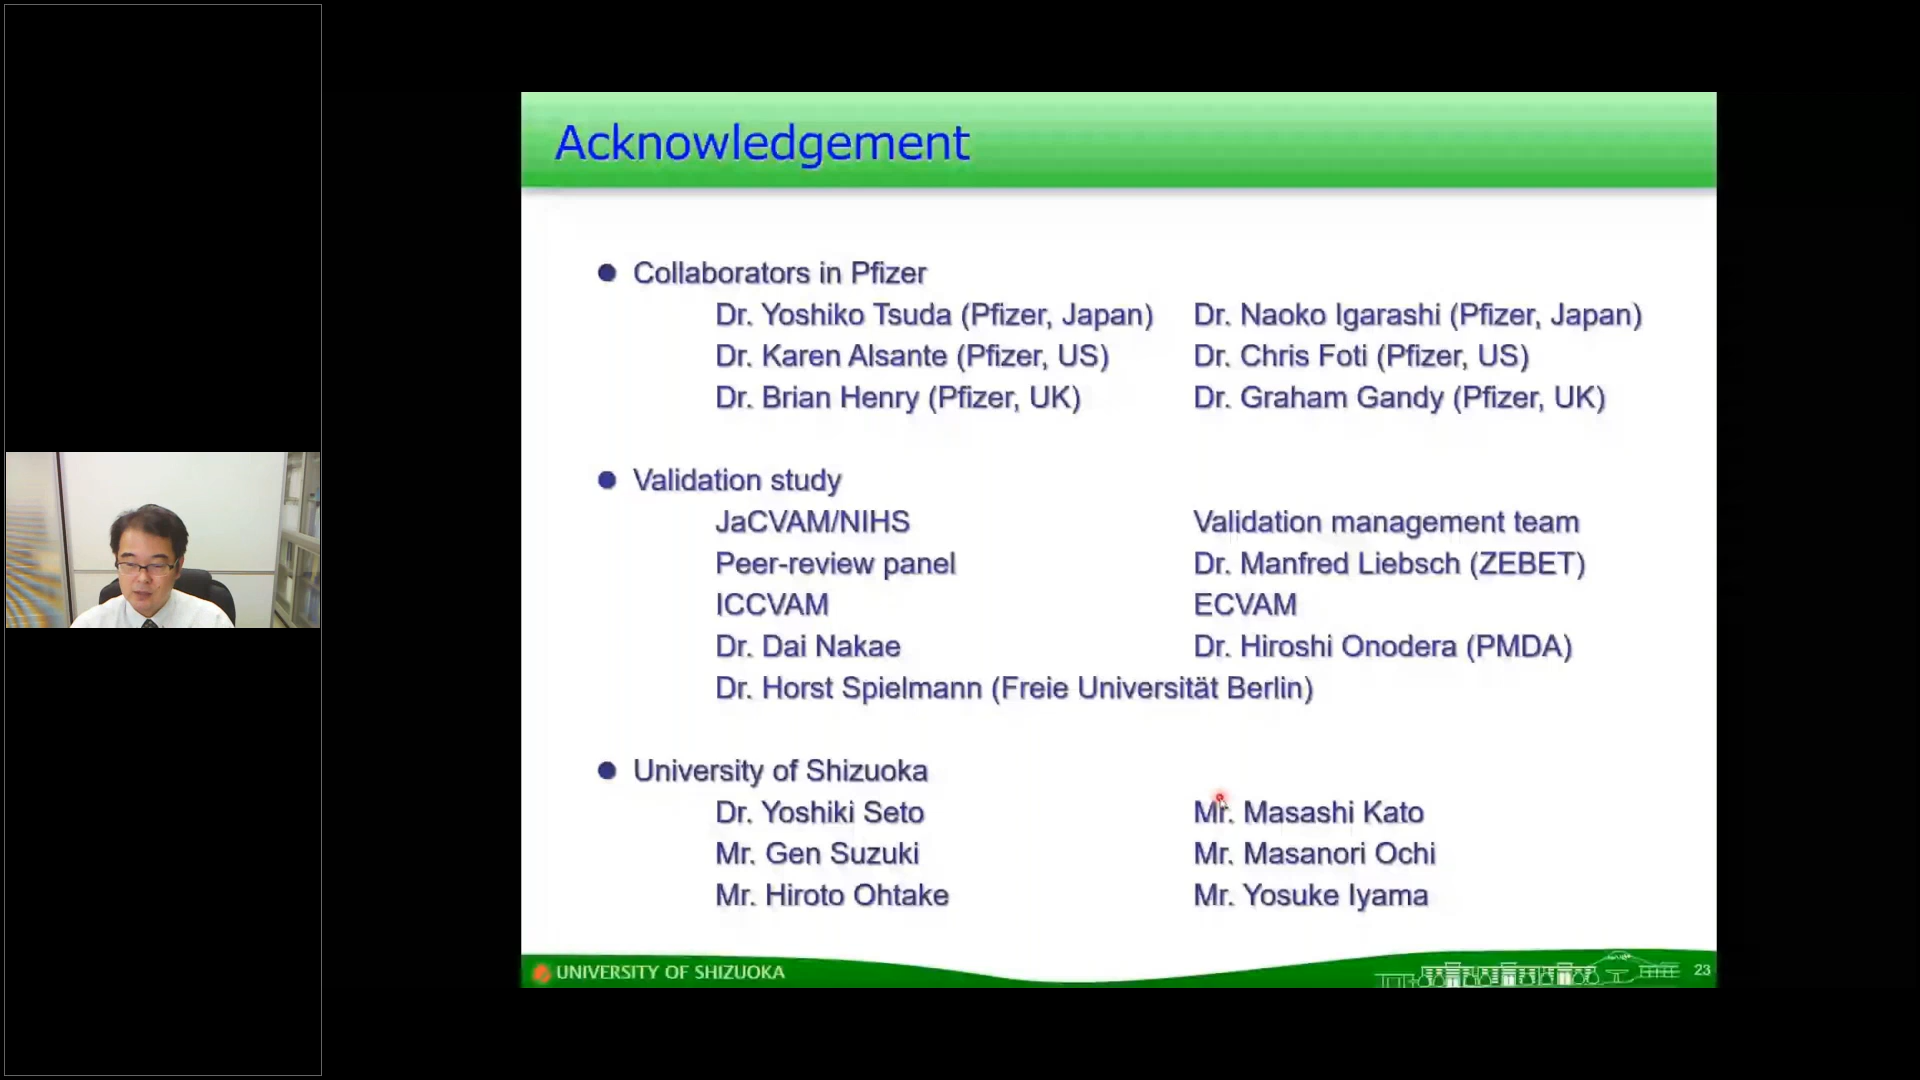 Acknowledgement
Collaborators in Pfizer
Dr. Yoshiko Tsuda (Pfizer, Japan) Dr. Naoko Igarashi (Pfizer, Japan)
Dr. Karen Alsante (Pfizer, US) Dr. Chris Foti (Pfizer, US)
Dr. Brian Henry (Pfizer, UK) Dr. Graham Gandy (Pfizer, UK)
Validation study
JaCVAM/NIHS Validation management team
Peer-review panel Dr. Manfred Liebsch (ZEBET)
ICCVAM ECVAM
Dr. Dai Nakae Dr. Hiroshi Onodera (PMDA)
Dr. Horst Spielmann (Freie Universität Berlin)
University of Shizuoka
Dr. Yoshiki Seto Mr. Masashi Kato
Mr. Gen Suzuki Mr. Masanori Ochi
Mr. Hiroto Ohtake Mr. Yosuke Iyama
UNIVERSITY OF SHIZUOKA 23